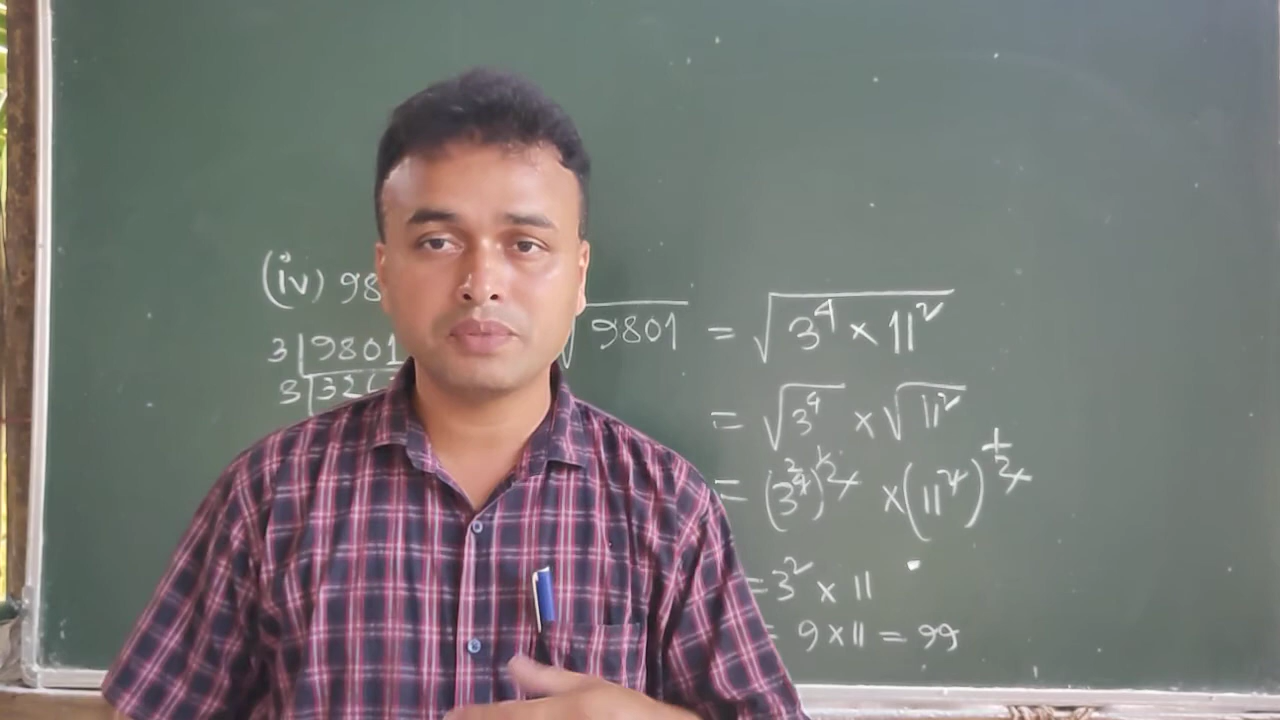 (iv) 98
3 | 9801
3 | 326
√9801 = √3⁴ × 11²
= √3⁴ × √11²
= (3⁴)^½ × (11²)^½
= 3² × 11
= 9 × 11 = 99